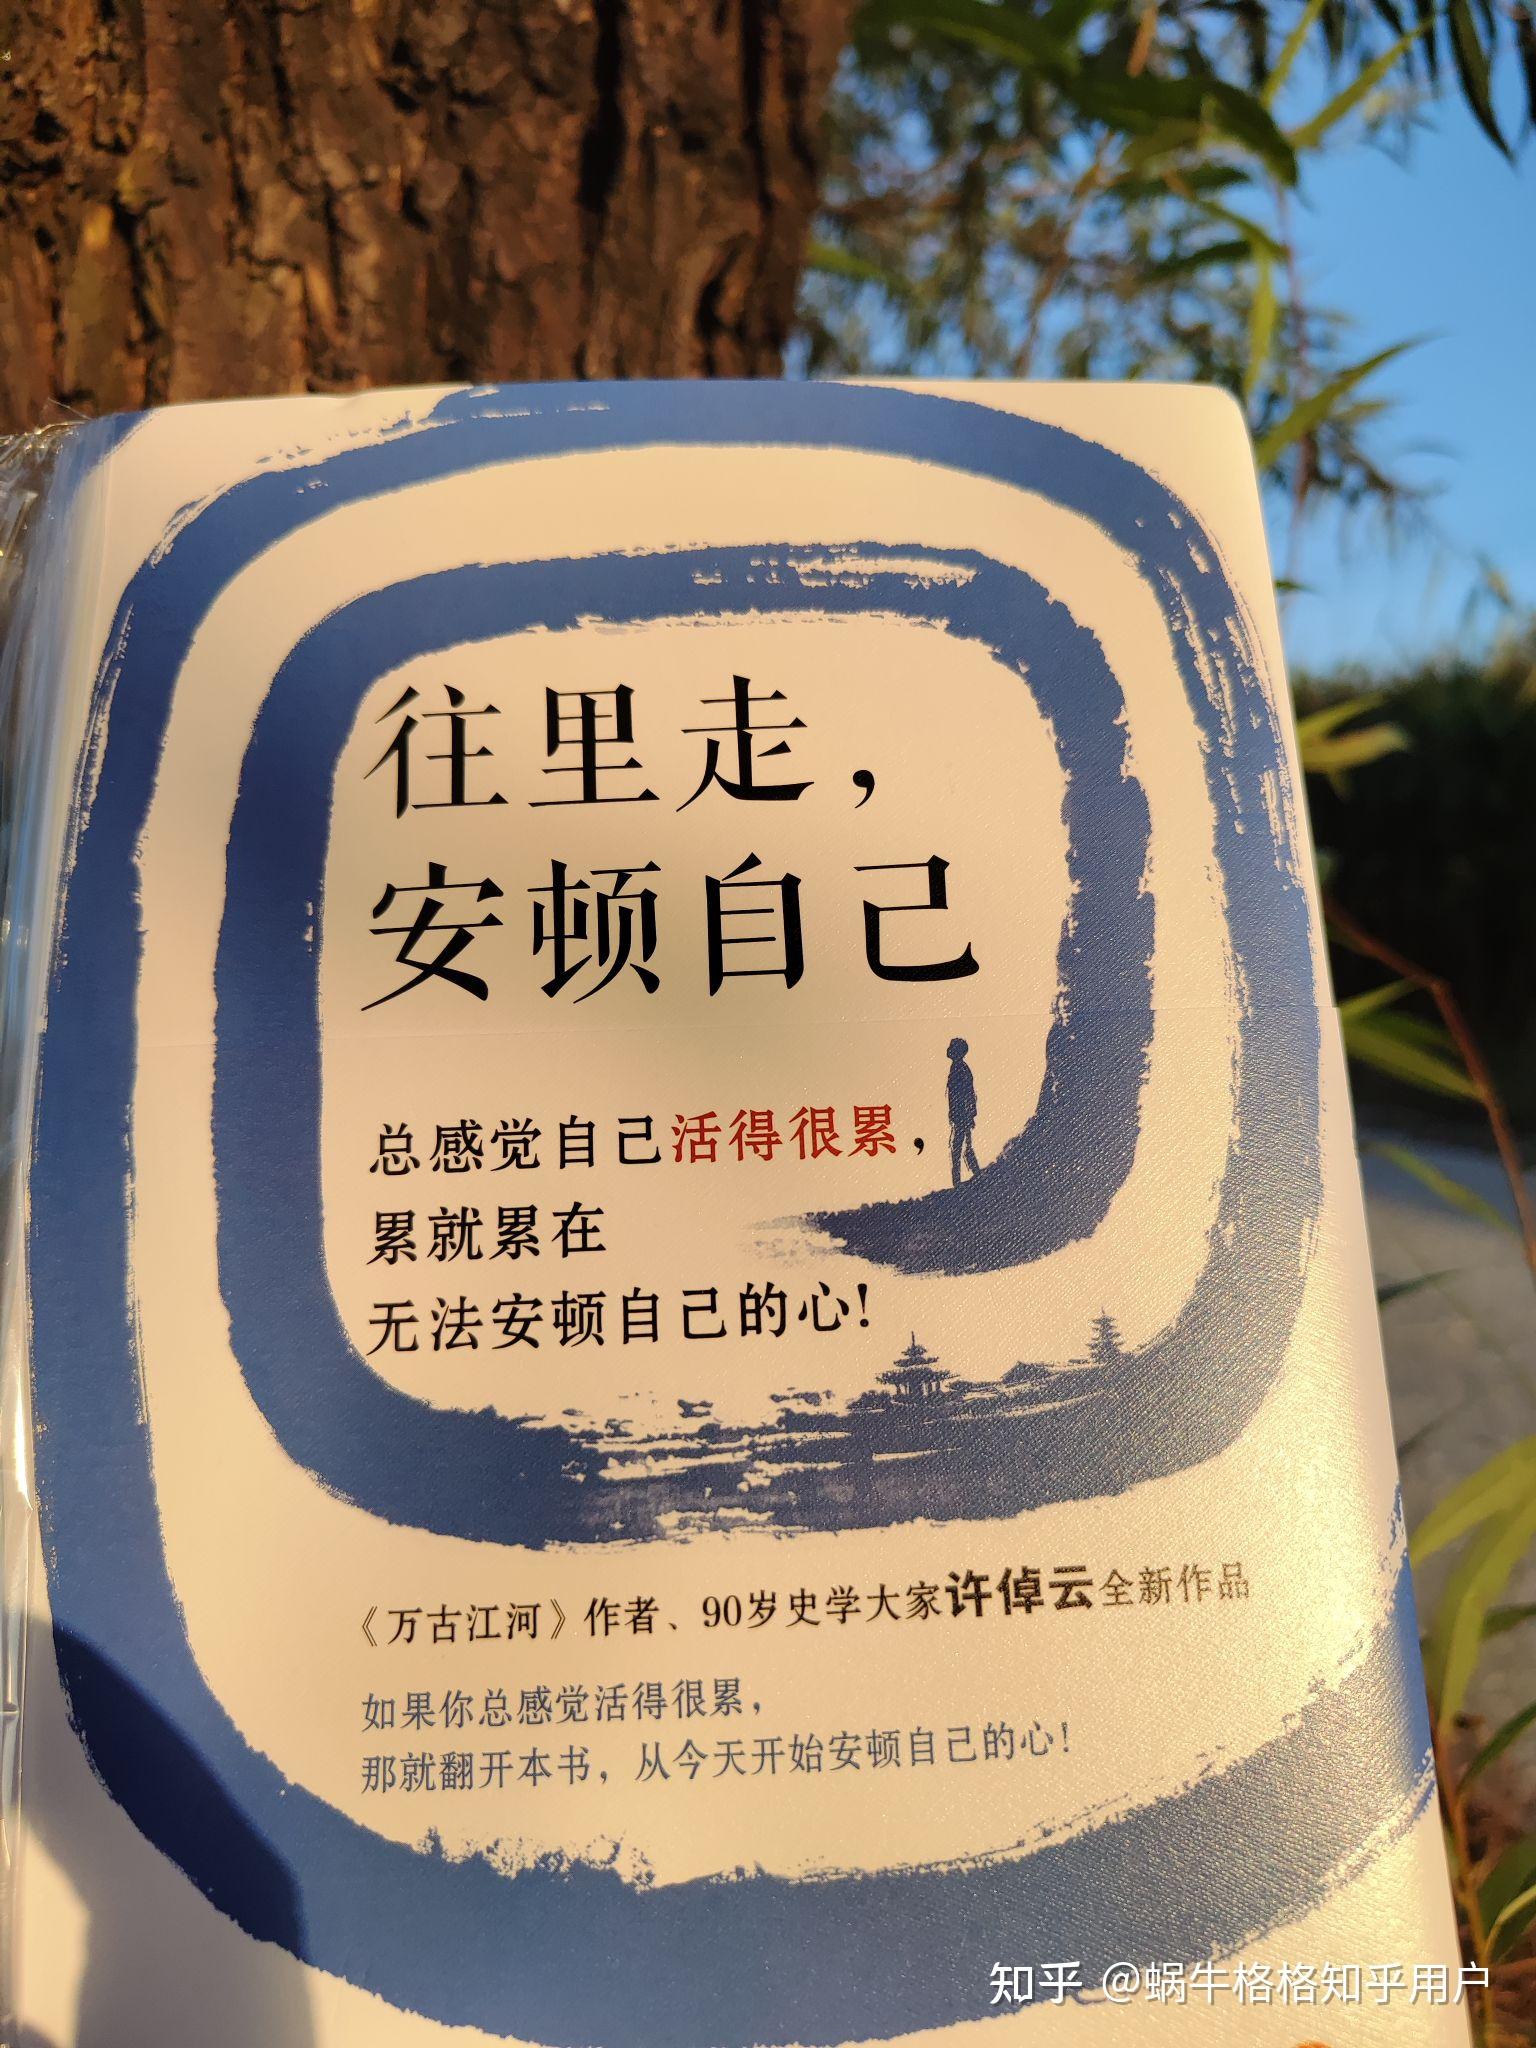 往里走，
安顿自己
总感觉自己活得很累，
累就累在
无法安顿自己的心！
《万古江河》作者、90岁史学大家许倬云全新作品
如果你总感觉活得很累，
那就翻开本书，从今天开始安顿自己的心！
知乎 @蜗牛格格知乎用户